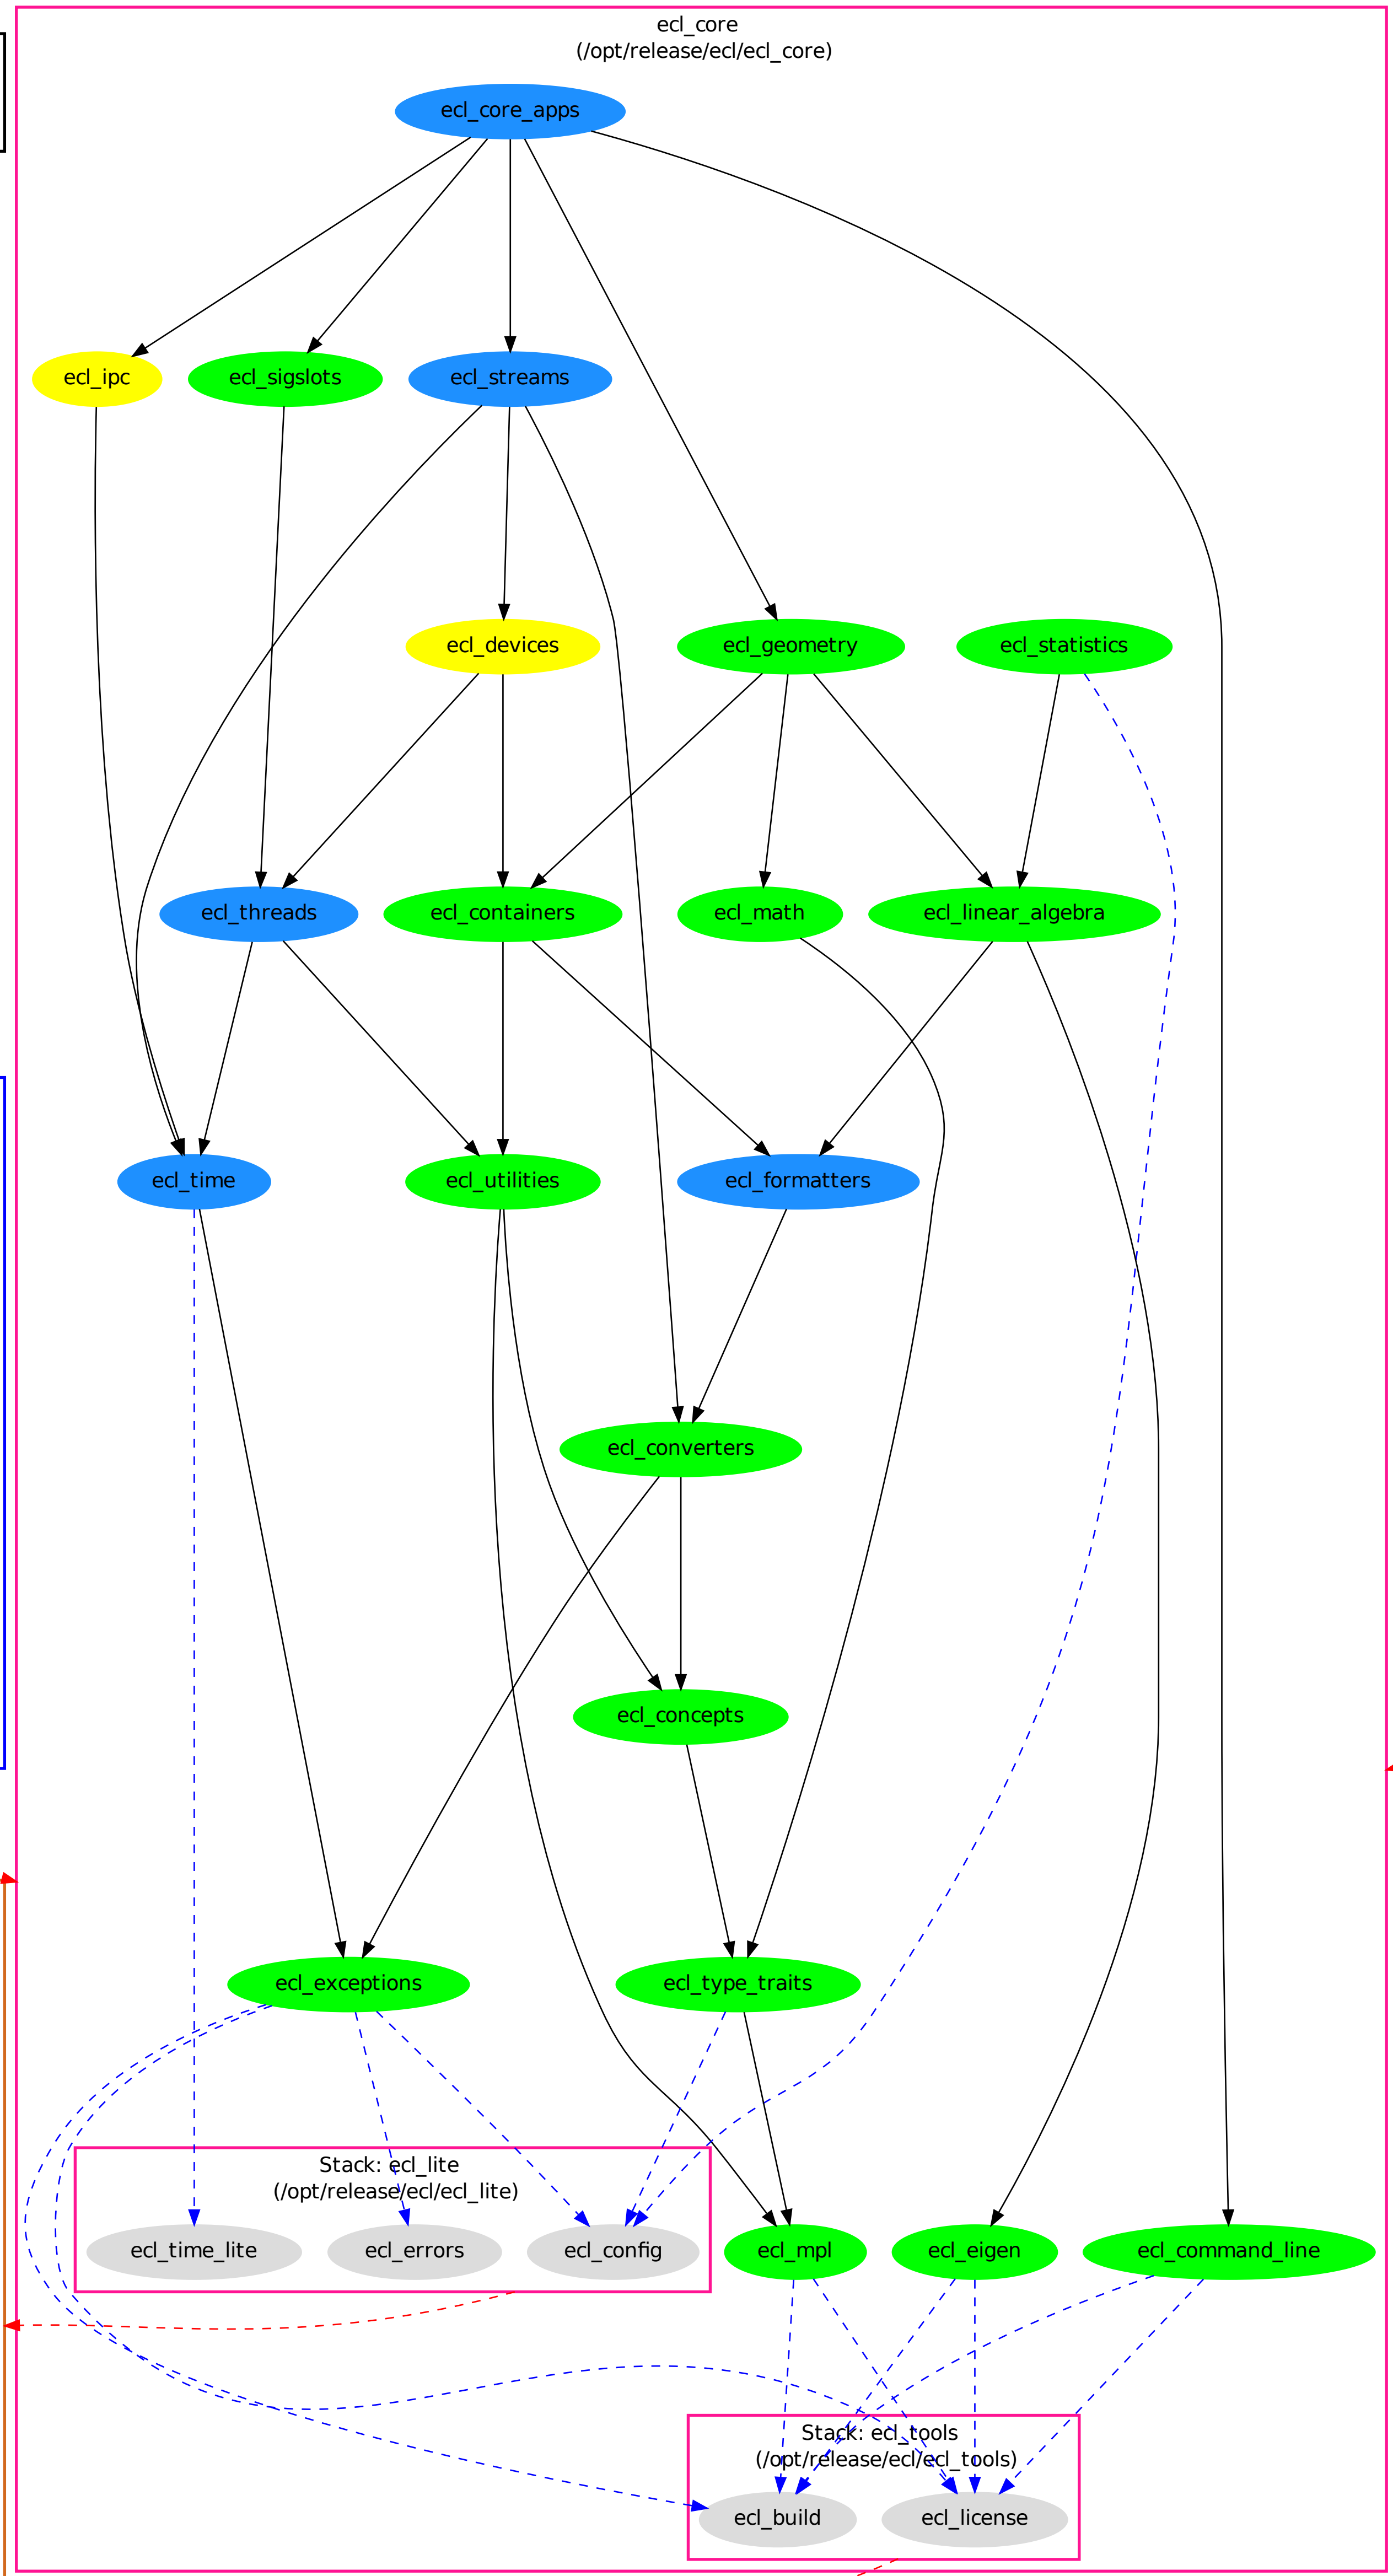 ecl_core
(/opt/release/ecl/ecl_core)
ecl_core_apps
ecl_ipc
ecl_sigslots
ecl_streams
ecl_devices
ecl_geometry
ecl_statistics
ecl_threads
ecl_containers
ecl_math
ecl_linear_algebra
ecl_time
ecl_utilities
ecl_formatters
ecl_converters
ecl_concepts
ecl_exceptions
ecl_type_traits
Stack: ecl_lite
(/opt/release/ecl/ecl_lite)
ecl_time_lite
ecl_errors
ecl_config
ecl_mpl
ecl_eigen
ecl_command_line
Stack: ecl_tools
(/opt/release/ecl/ecl_tools)
ecl_build
ecl_license